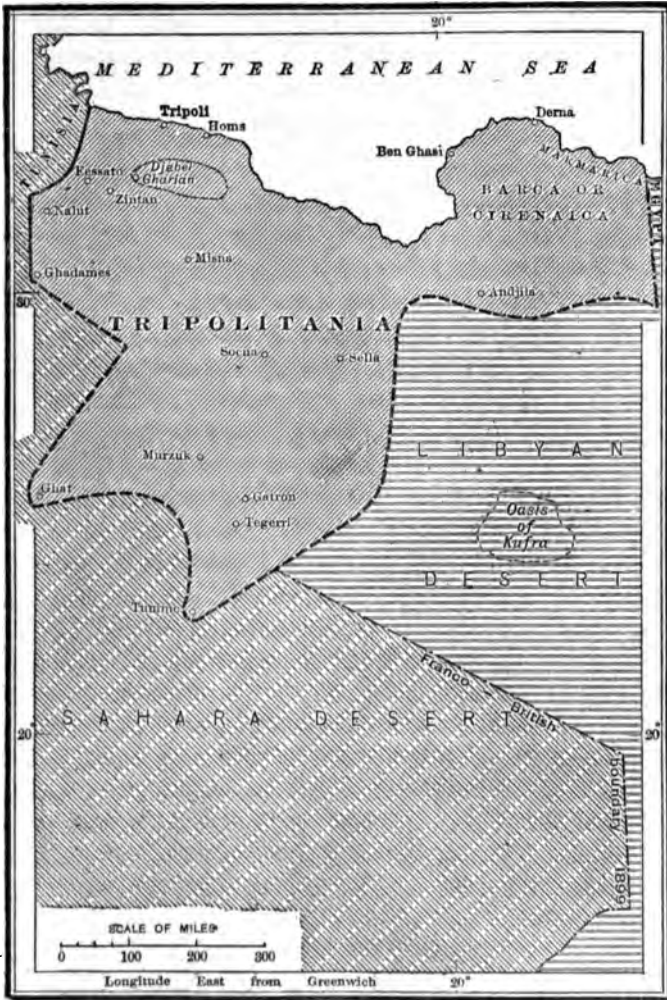 20°
MEDITERRANEAN SEA
Tripoli
Homs
Derna
Ben Ghasi
TUNISIA
MARMARICA
Djebel
Gharian
Fessato
Zintan
Nalut
BARCA OR
CIRENAICA
Misna
Ghadames
30°
Andjila
TRIPOLITANIA
Socna
Sella
LIBYAN
Murzuk
Ghat
Gatron
Tegerri
Oasis
of
Kufra
DESERT
Tummo
Franco British boundary 1899
SAHARA DESERT
20°
20°
SCALE OF MILES
0 100 200 300
Longitude East from Greenwich
20°